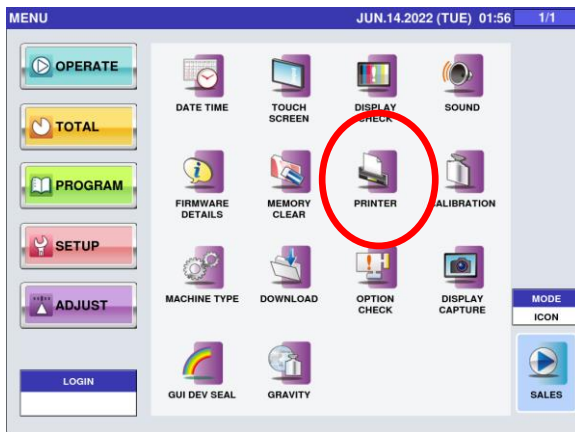 MENU JUN.14.2022 (TUE) 01:56 1/1
OPERATE
TOTAL
PROGRAM
SETUP
ADJUST
LOGIN
DATE TIME
TOUCH
SCREEN
DISPLAY
CHECK
SOUND
FIRMWARE
DETAILS
MEMORY
CLEAR
PRINTER
CALIBRATION
MACHINE TYPE
DOWNLOAD
OPTION
CHECK
DISPLAY
CAPTURE
GUI DEV SEAL
GRAVITY
MODE
ICON
SALES